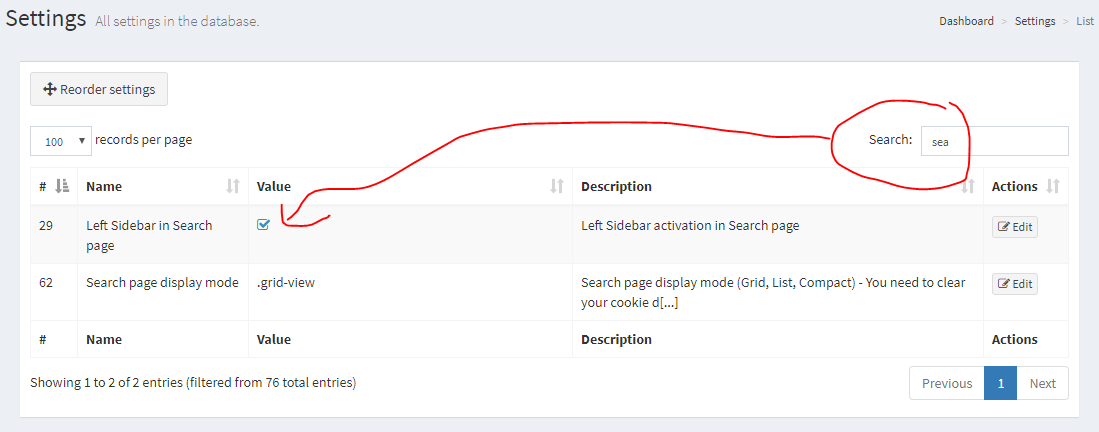 Settings All settings in the database.
Dashboard > Settings > List
Reorder settings
100 records per page
Search: sea
# Name Value Description Actions
29 Left Sidebar in Search page Left Sidebar activation in Search page Edit
62 Search page display mode .grid-view Search page display mode (Grid, List, Compact) - You need to clear your cookie d[...] Edit
# Name Value Description Actions
Showing 1 to 2 of 2 entries (filtered from 76 total entries)
Previous 1 Next